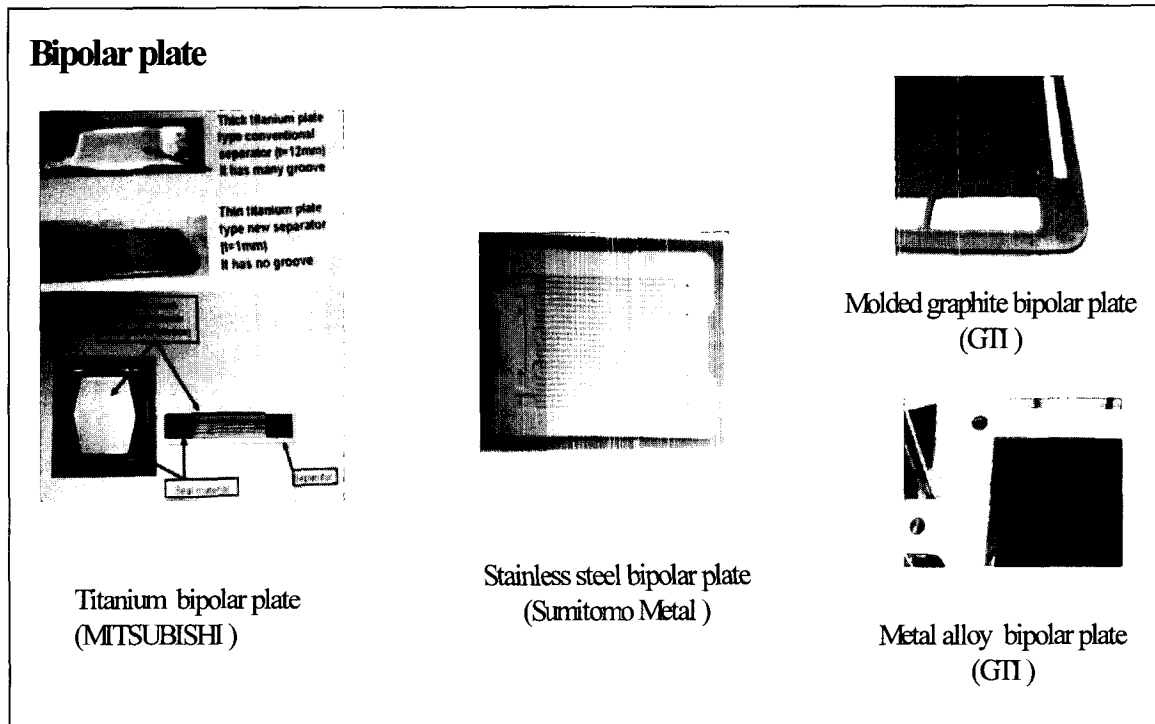 Bipolar plate
Thick titanium plate
type conventional
separator (t=12mm)
It has many groove
Thin titanium plate
type new separator
(t=1mm)
It has no groove
Seal material
Separator
Titanium bipolar plate
(MITSUBISHI )
Stainless steel bipolar plate
(Sumitomo Metal )
Molded graphite bipolar plate
(GTI )
Metal alloy bipolar plate
(GTI )